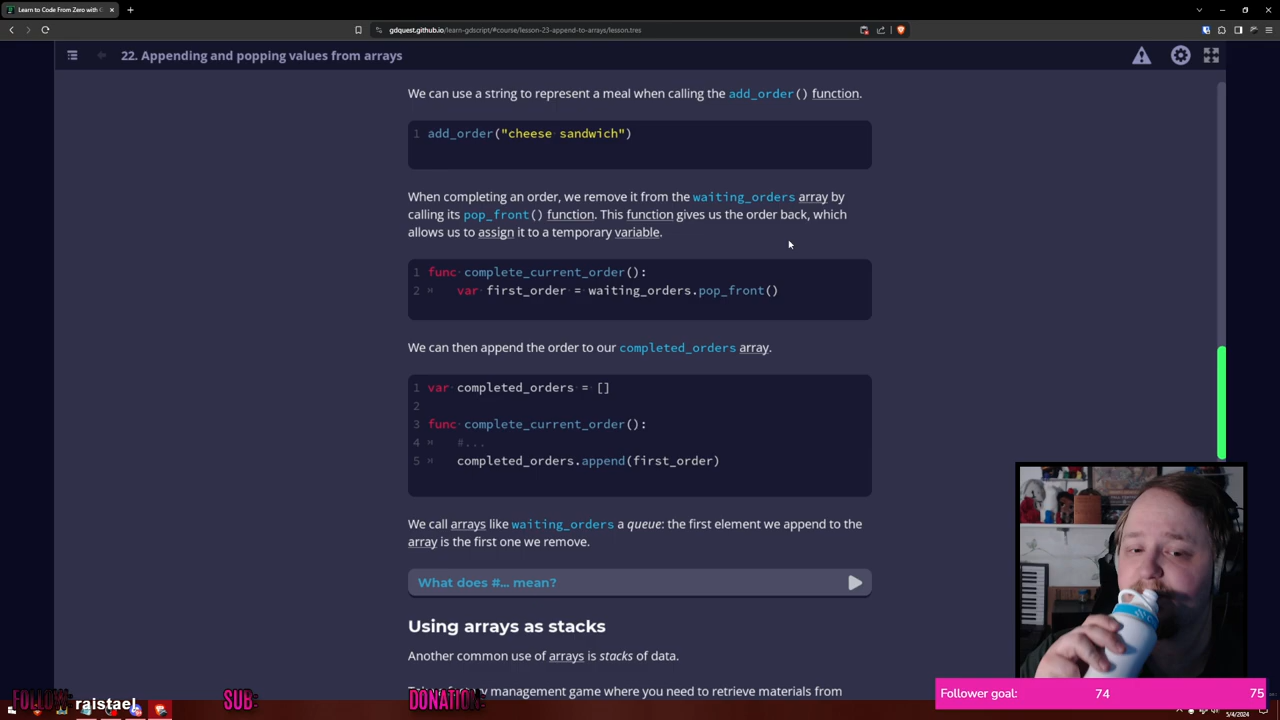 Learn to Code From Zero with
gdquest.github.io/learn-gdscript/#course/lesson-23-append-to-arrays/lesson.tres
22. Appending and popping values from arrays
We can use a string to represent a meal when calling the add_order() function.
1 add_order("cheese sandwich")
When completing an order, we remove it from the waiting_orders array by
calling its pop_front() function. This function gives us the order back, which
allows us to assign it to a temporary variable.
1 func complete_current_order():
2 var first_order = waiting_orders.pop_front()
We can then append the order to our completed_orders array.
1 var completed_orders = []
2
3 func complete_current_order():
4 #...
5 completed_orders.append(first_order)
We call arrays like waiting_orders a queue: the first element we append to the
array is the first one we remove.
What does #... mean?
Using arrays as stacks
Another common use of arrays is stacks of data.
management game where you need to retrieve materials from
FOLLOW: raistael SUB: DONATION:
Follower goal: 74 75
5/4/2024